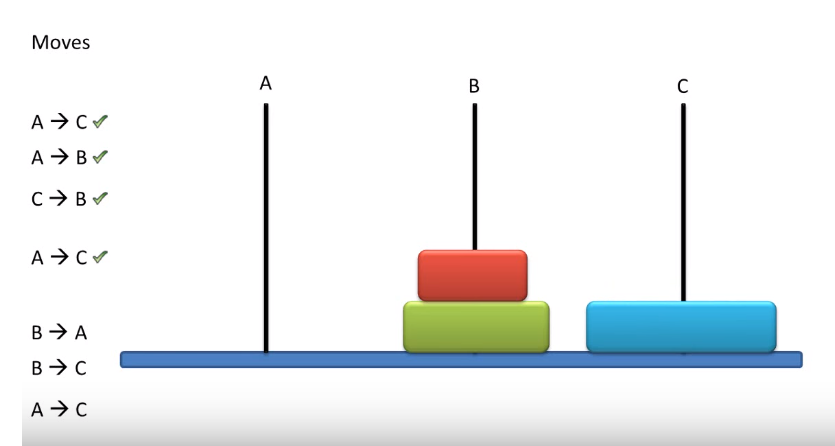 Moves
A B C
A → C ✓
A → B ✓
C → B ✓
A → C ✓
B → A
B → C
A → C